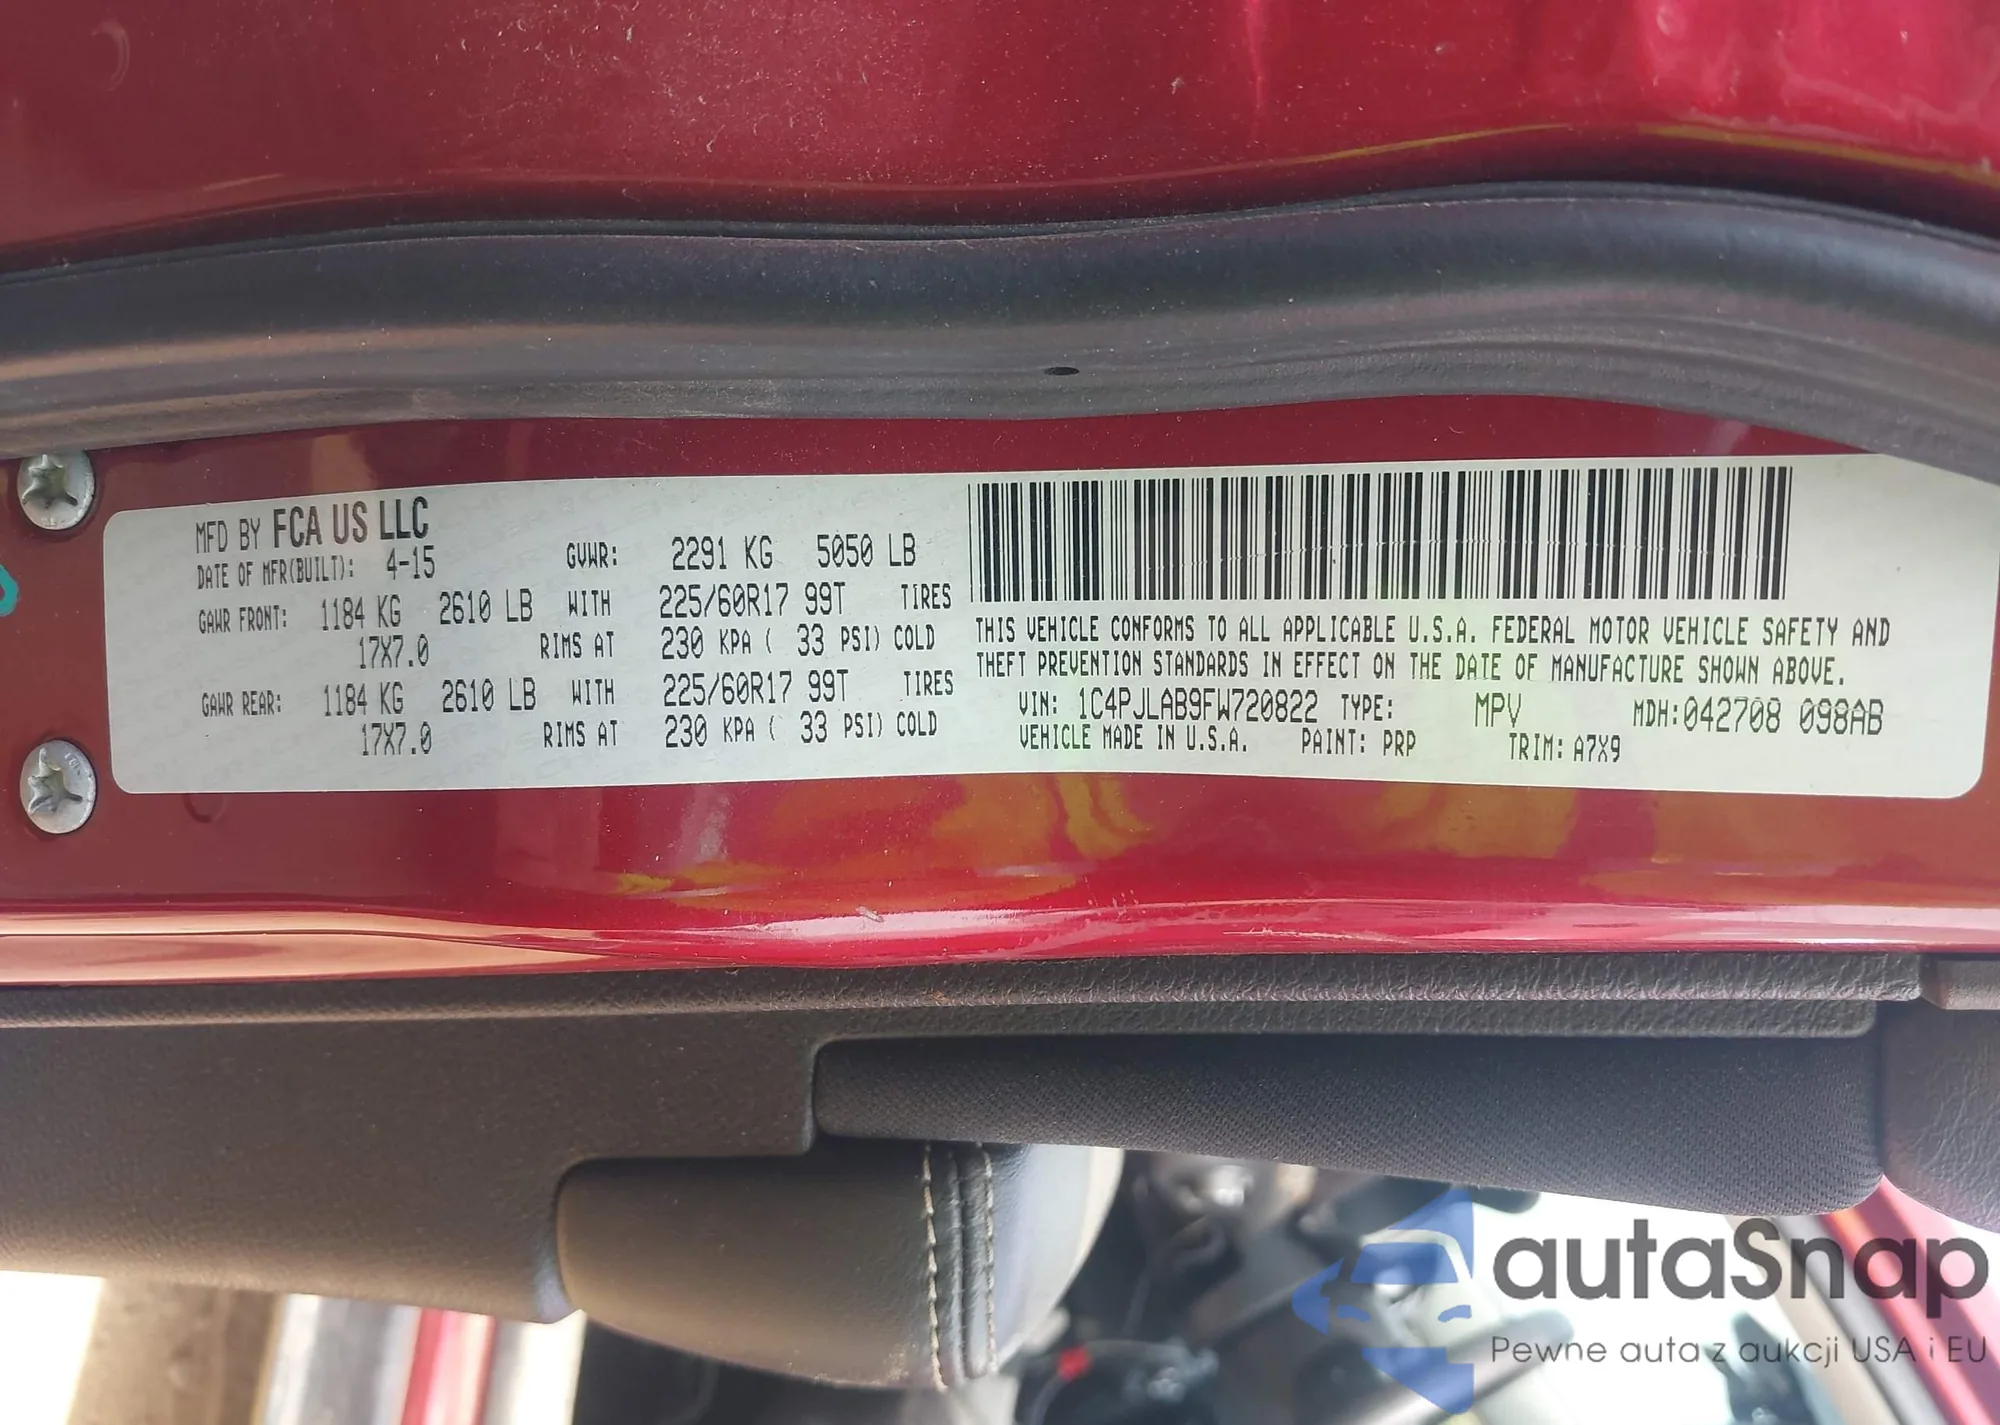 MFD BY FCA US LLC
DATE OF MFR(BUILT): 4-15 GVWR: 2291 KG 5050 LB
GAWR FRONT: 1184 KG 2610 LB WITH 225/60R17 99T TIRES
17X7.0 RIMS AT 230 KPA ( 33 PSI) COLD
GAWR REAR: 1184 KG 2610 LB WITH 225/60R17 99T TIRES
17X7.0 RIMS AT 230 KPA ( 33 PSI) COLD
THIS VEHICLE CONFORMS TO ALL APPLICABLE U.S.A. FEDERAL MOTOR VEHICLE SAFETY AND
THEFT PREVENTION STANDARDS IN EFFECT ON THE DATE OF MANUFACTURE SHOWN ABOVE.
VIN: 1C4PJLAB9FW720822 TYPE: MPV MDH:042708 098AB
VEHICLE MADE IN U.S.A. PAINT: PRP TRIM: A7X9
autaSnap
Pewne auta z aukcji USA i EU